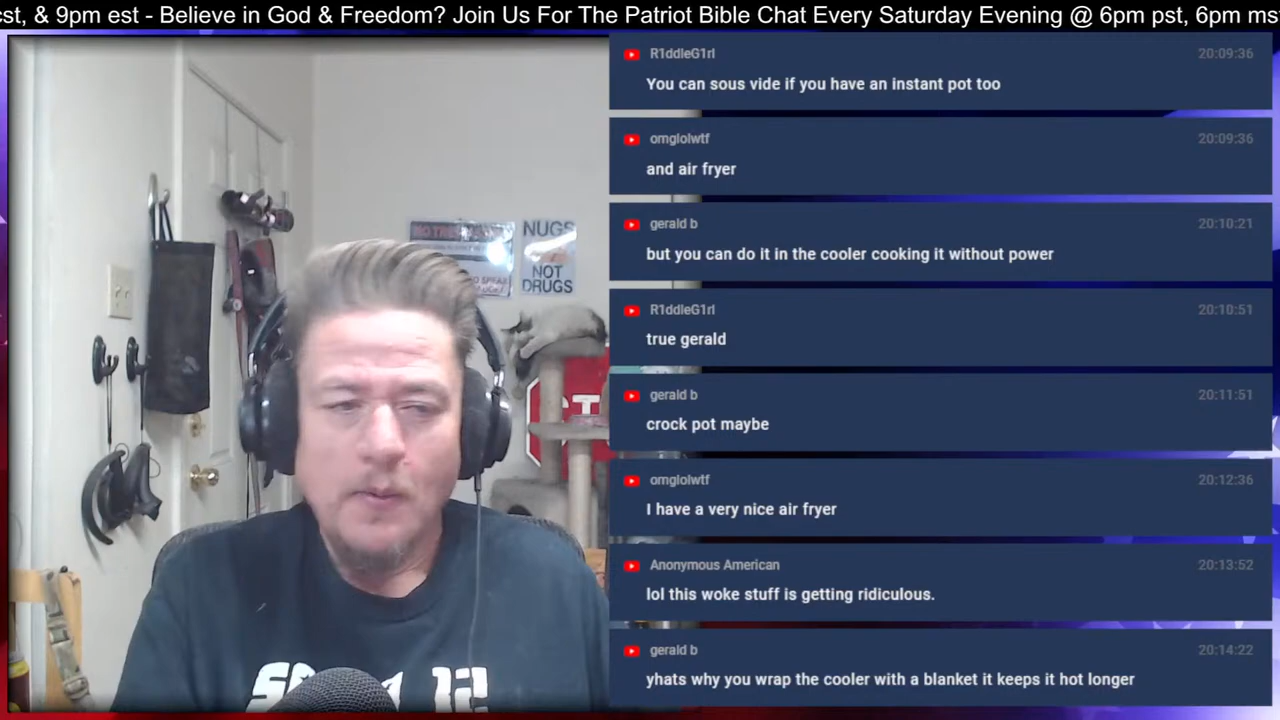 cst, & 9pm est - Believe in God & Freedom? Join Us For The Patriot Bible Chat Every Saturday Evening @ 6pm pst, 6pm mst
R1ddleG1rl 20:09:36
You can sous vide if you have an instant pot too
omglolwtf 20:09:36
and air fryer
gerald b 20:10:21
but you can do it in the cooler cooking it without power
R1ddleG1rl 20:10:51
true gerald
gerald b 20:11:51
crock pot maybe
omglolwtf 20:12:36
I have a very nice air fryer
Anonymous American 20:13:52
lol this woke stuff is getting ridiculous.
gerald b 20:14:22
yhats why you wrap the cooler with a blanket it keeps it hot longer
NUGS
NOT
DRUGS